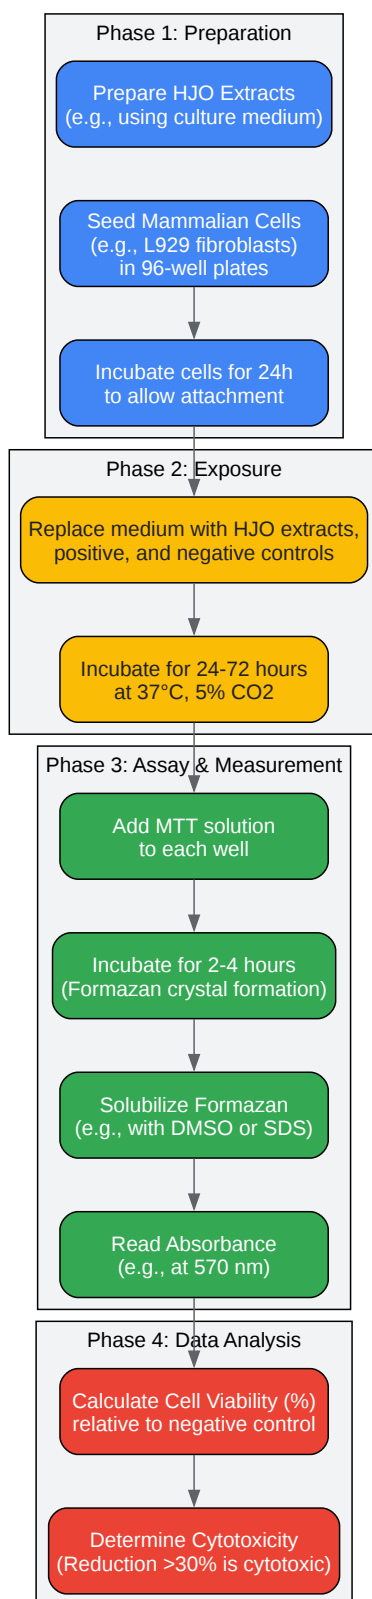 Phase 1: Preparation
Prepare HJO Extracts
(e.g., using culture medium)
Seed Mammalian Cells
(e.g., L929 fibroblasts)
in 96-well plates
Incubate cells for 24h
to allow attachment
Phase 2: Exposure
Replace medium with HJO extracts,
positive, and negative controls
Incubate for 24-72 hours
at 37°C, 5% CO2
Phase 3: Assay & Measurement
Add MTT solution
to each well
Incubate for 2-4 hours
(Formazan crystal formation)
Solubilize Formazan
(e.g., with DMSO or SDS)
Read Absorbance
(e.g., at 570 nm)
Phase 4: Data Analysis
Calculate Cell Viability (%)
relative to negative control
Determine Cytotoxicity
(Reduction >30% is cytotoxic)